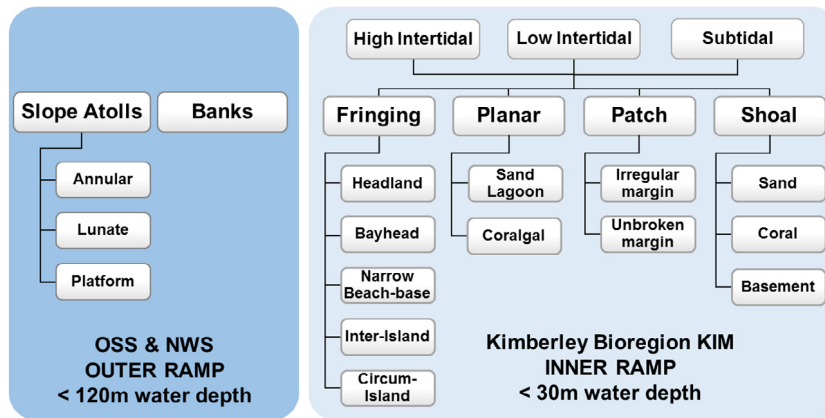 High Intertidal
Low Intertidal
Subtidal
Slope Atolls
Banks
Fringing
Planar
Patch
Shoal
Annular
Lunate
Platform
Headland
Bayhead
Narrow
Beach-base
Inter-Island
Circum-
Island
Sand
Lagoon
Coralgal
Irregular
margin
Unbroken
margin
Sand
Coral
Basement
OSS & NWS
OUTER RAMP
< 120m water depth
Kimberley Bioregion KIM
INNER RAMP
< 30m water depth